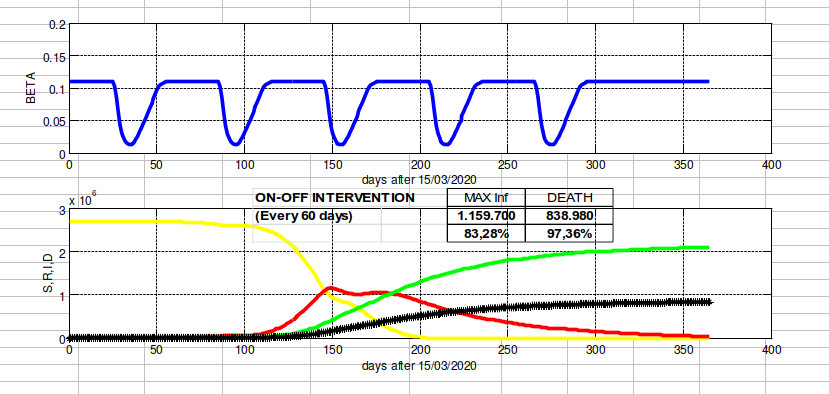 0.2
0.15
0.1
0.05
0
BETA
0 50 100 150 200 250 300 350 400
days after 15/03/2020
x 10^6
ON-OFF INTERVENTION MAX Inf DEATH
(Every 60 days) 1.159.700 838.980
83,28% 97,36%
3
2
1
0
S, R, I,D
0 50 100 150 200 250 300 350 400
days after 15/03/2020